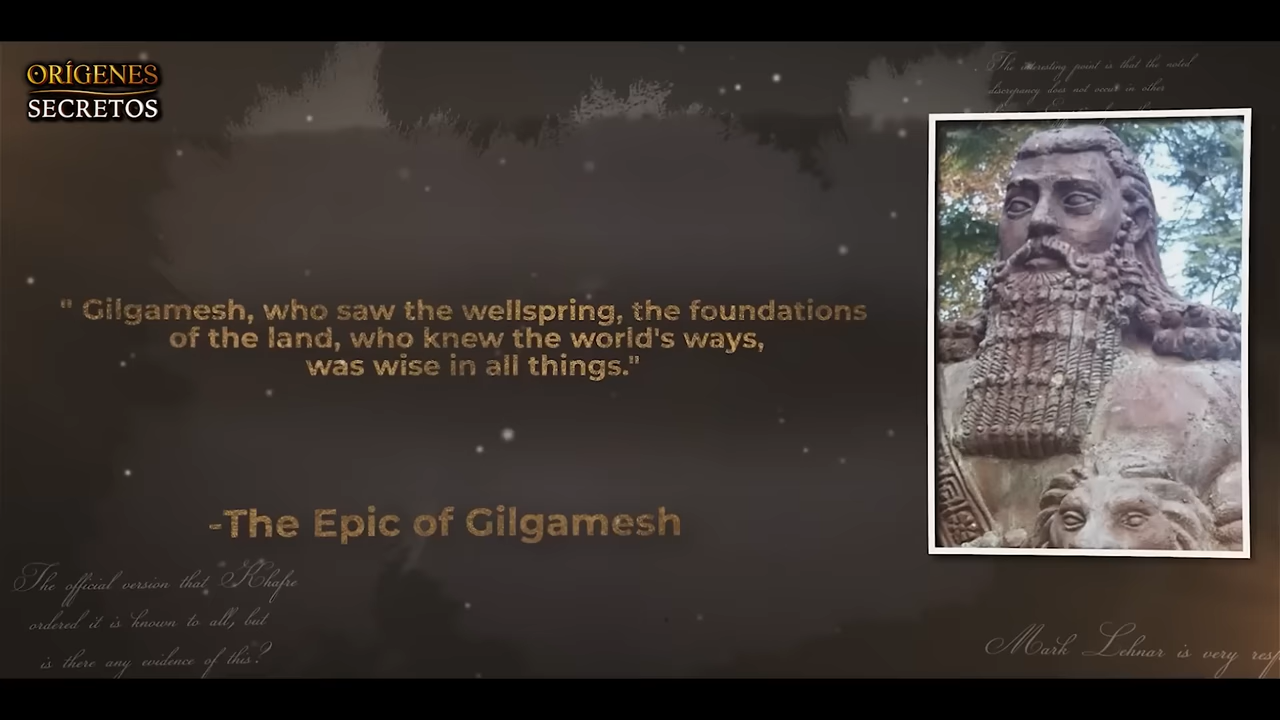 ORÍGENES
SECRETOS
The interesting point is that the noted
discrepancy does not occur in other
" Gilgamesh, who saw the wellspring, the foundations
of the land, who knew the world's ways,
was wise in all things."
-The Epic of Gilgamesh
The official version that Khafre
ordered it is known to all, but
is there any evidence of this?
Mark Lehnar is very